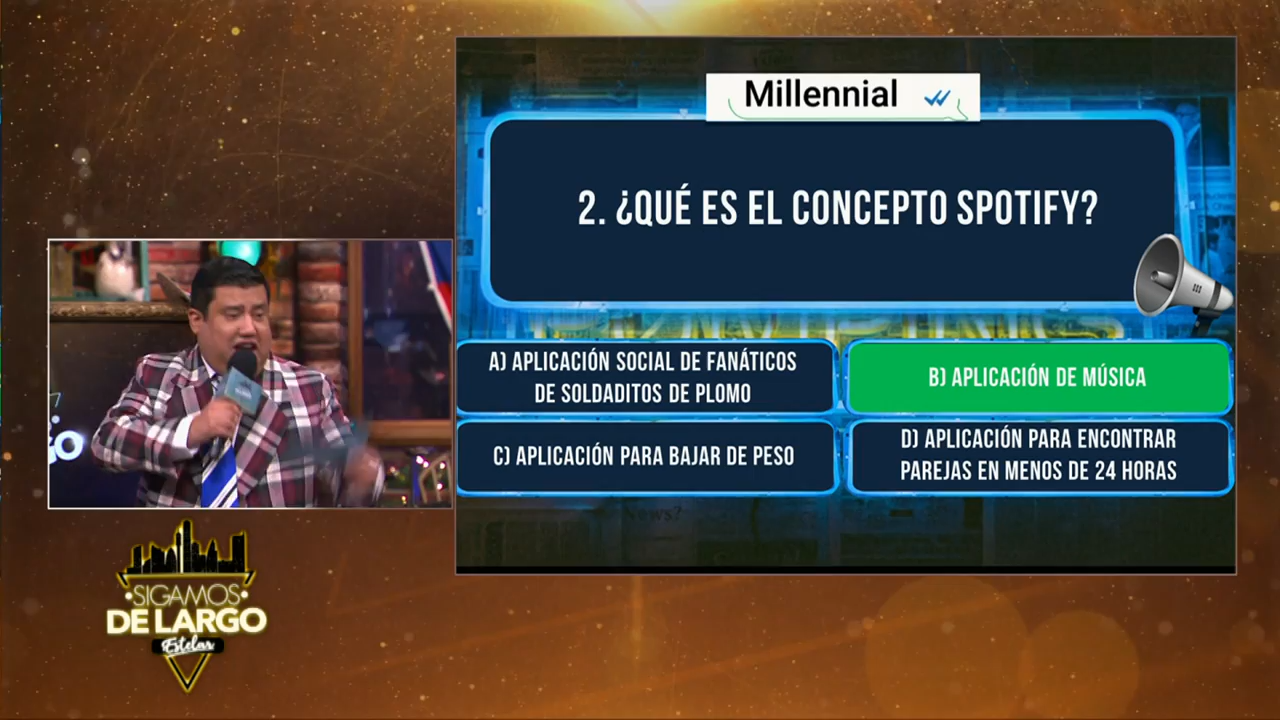 Millennial
2. ¿QUÉ ES EL CONCEPTO SPOTIFY?
A) APLICACIÓN SOCIAL DE FANÁTICOS
DE SOLDADITOS DE PLOMO
B) APLICACIÓN DE MÚSICA
C) APLICACIÓN PARA BAJAR DE PESO
D) APLICACIÓN PARA ENCONTRAR
PAREJAS EN MENOS DE 24 HORAS
GO
•SIGAMOS•
DE LARGO
Estelar